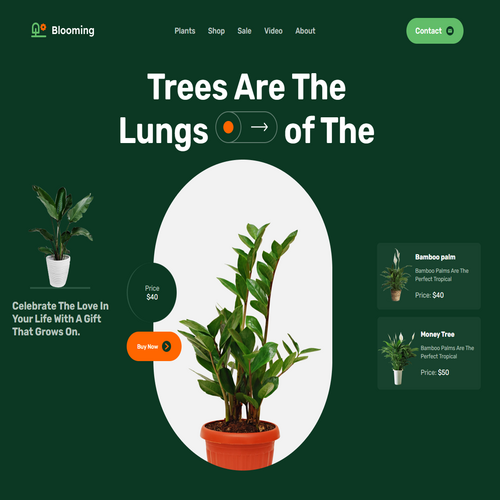 Blooming
Plants Shop Sale Video About
Contact
Trees Are The
Lungs of The
Price
$40
Buy Now
Celebrate The Love In
Your Life With A Gift
That Grows On.
Bamboo palm
Bamboo Palms Are The
Perfect Tropical
Price: $40
Money Tree
Bamboo Palms Are The
Perfect Tropical
Price: $50